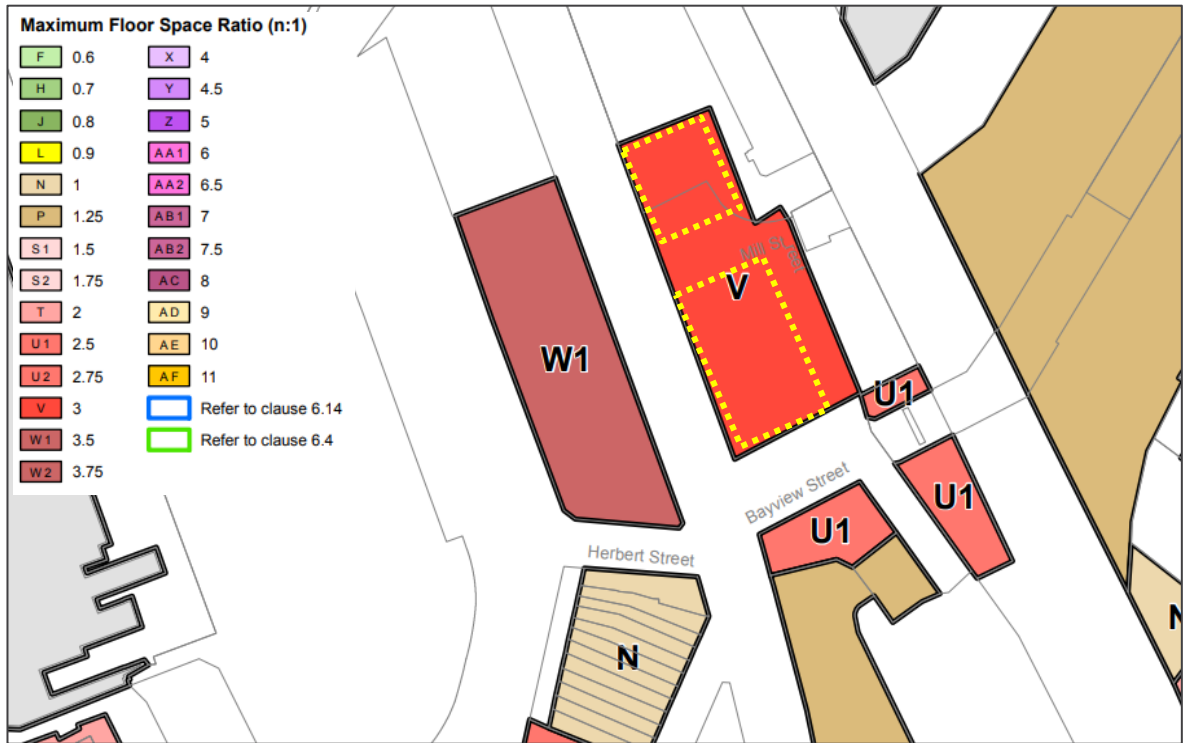 Maximum Floor Space Ratio (n:1)
F 0.6
H 0.7
J 0.8
L 0.9
N 1
P 1.25
S1 1.5
S2 1.75
T 2
U1 2.5
U2 2.75
V 3
W1 3.5
W2 3.75
X 4
Y 4.5
Z 5
AA1 6
AA2 6.5
AB1 7
AB2 7.5
AC 8
AD 9
AE 10
AF 11
Refer to clause 6.14
Refer to clause 6.4
Mill Street
V
W1
U1
Bayview Street
U1
U1
Herbert Street
N
N